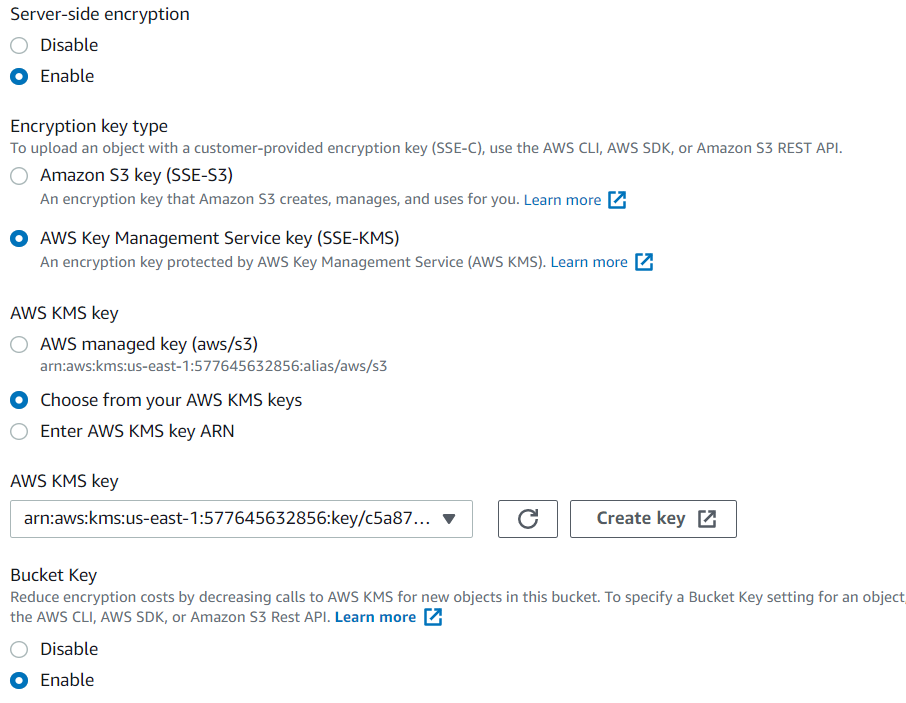 Server-side encryption
Disable
Enable
Encryption key type
To upload an object with a customer-provided encryption key (SSE-C), use the AWS CLI, AWS SDK, or Amazon S3 REST API.
Amazon S3 key (SSE-S3)
An encryption key that Amazon S3 creates, manages, and uses for you. Learn more
AWS Key Management Service key (SSE-KMS)
An encryption key protected by AWS Key Management Service (AWS KMS). Learn more
AWS KMS key
AWS managed key (aws/s3)
arn:aws:kms:us-east-1:577645632856:alias/aws/s3
Choose from your AWS KMS keys
Enter AWS KMS key ARN
AWS KMS key
arn:aws:kms:us-east-1:577645632856:key/c5a87...
Create key
Bucket Key
Reduce encryption costs by decreasing calls to AWS KMS for new objects in this bucket. To specify a Bucket Key setting for an object,
the AWS CLI, AWS SDK, or Amazon S3 Rest API. Learn more
Disable
Enable